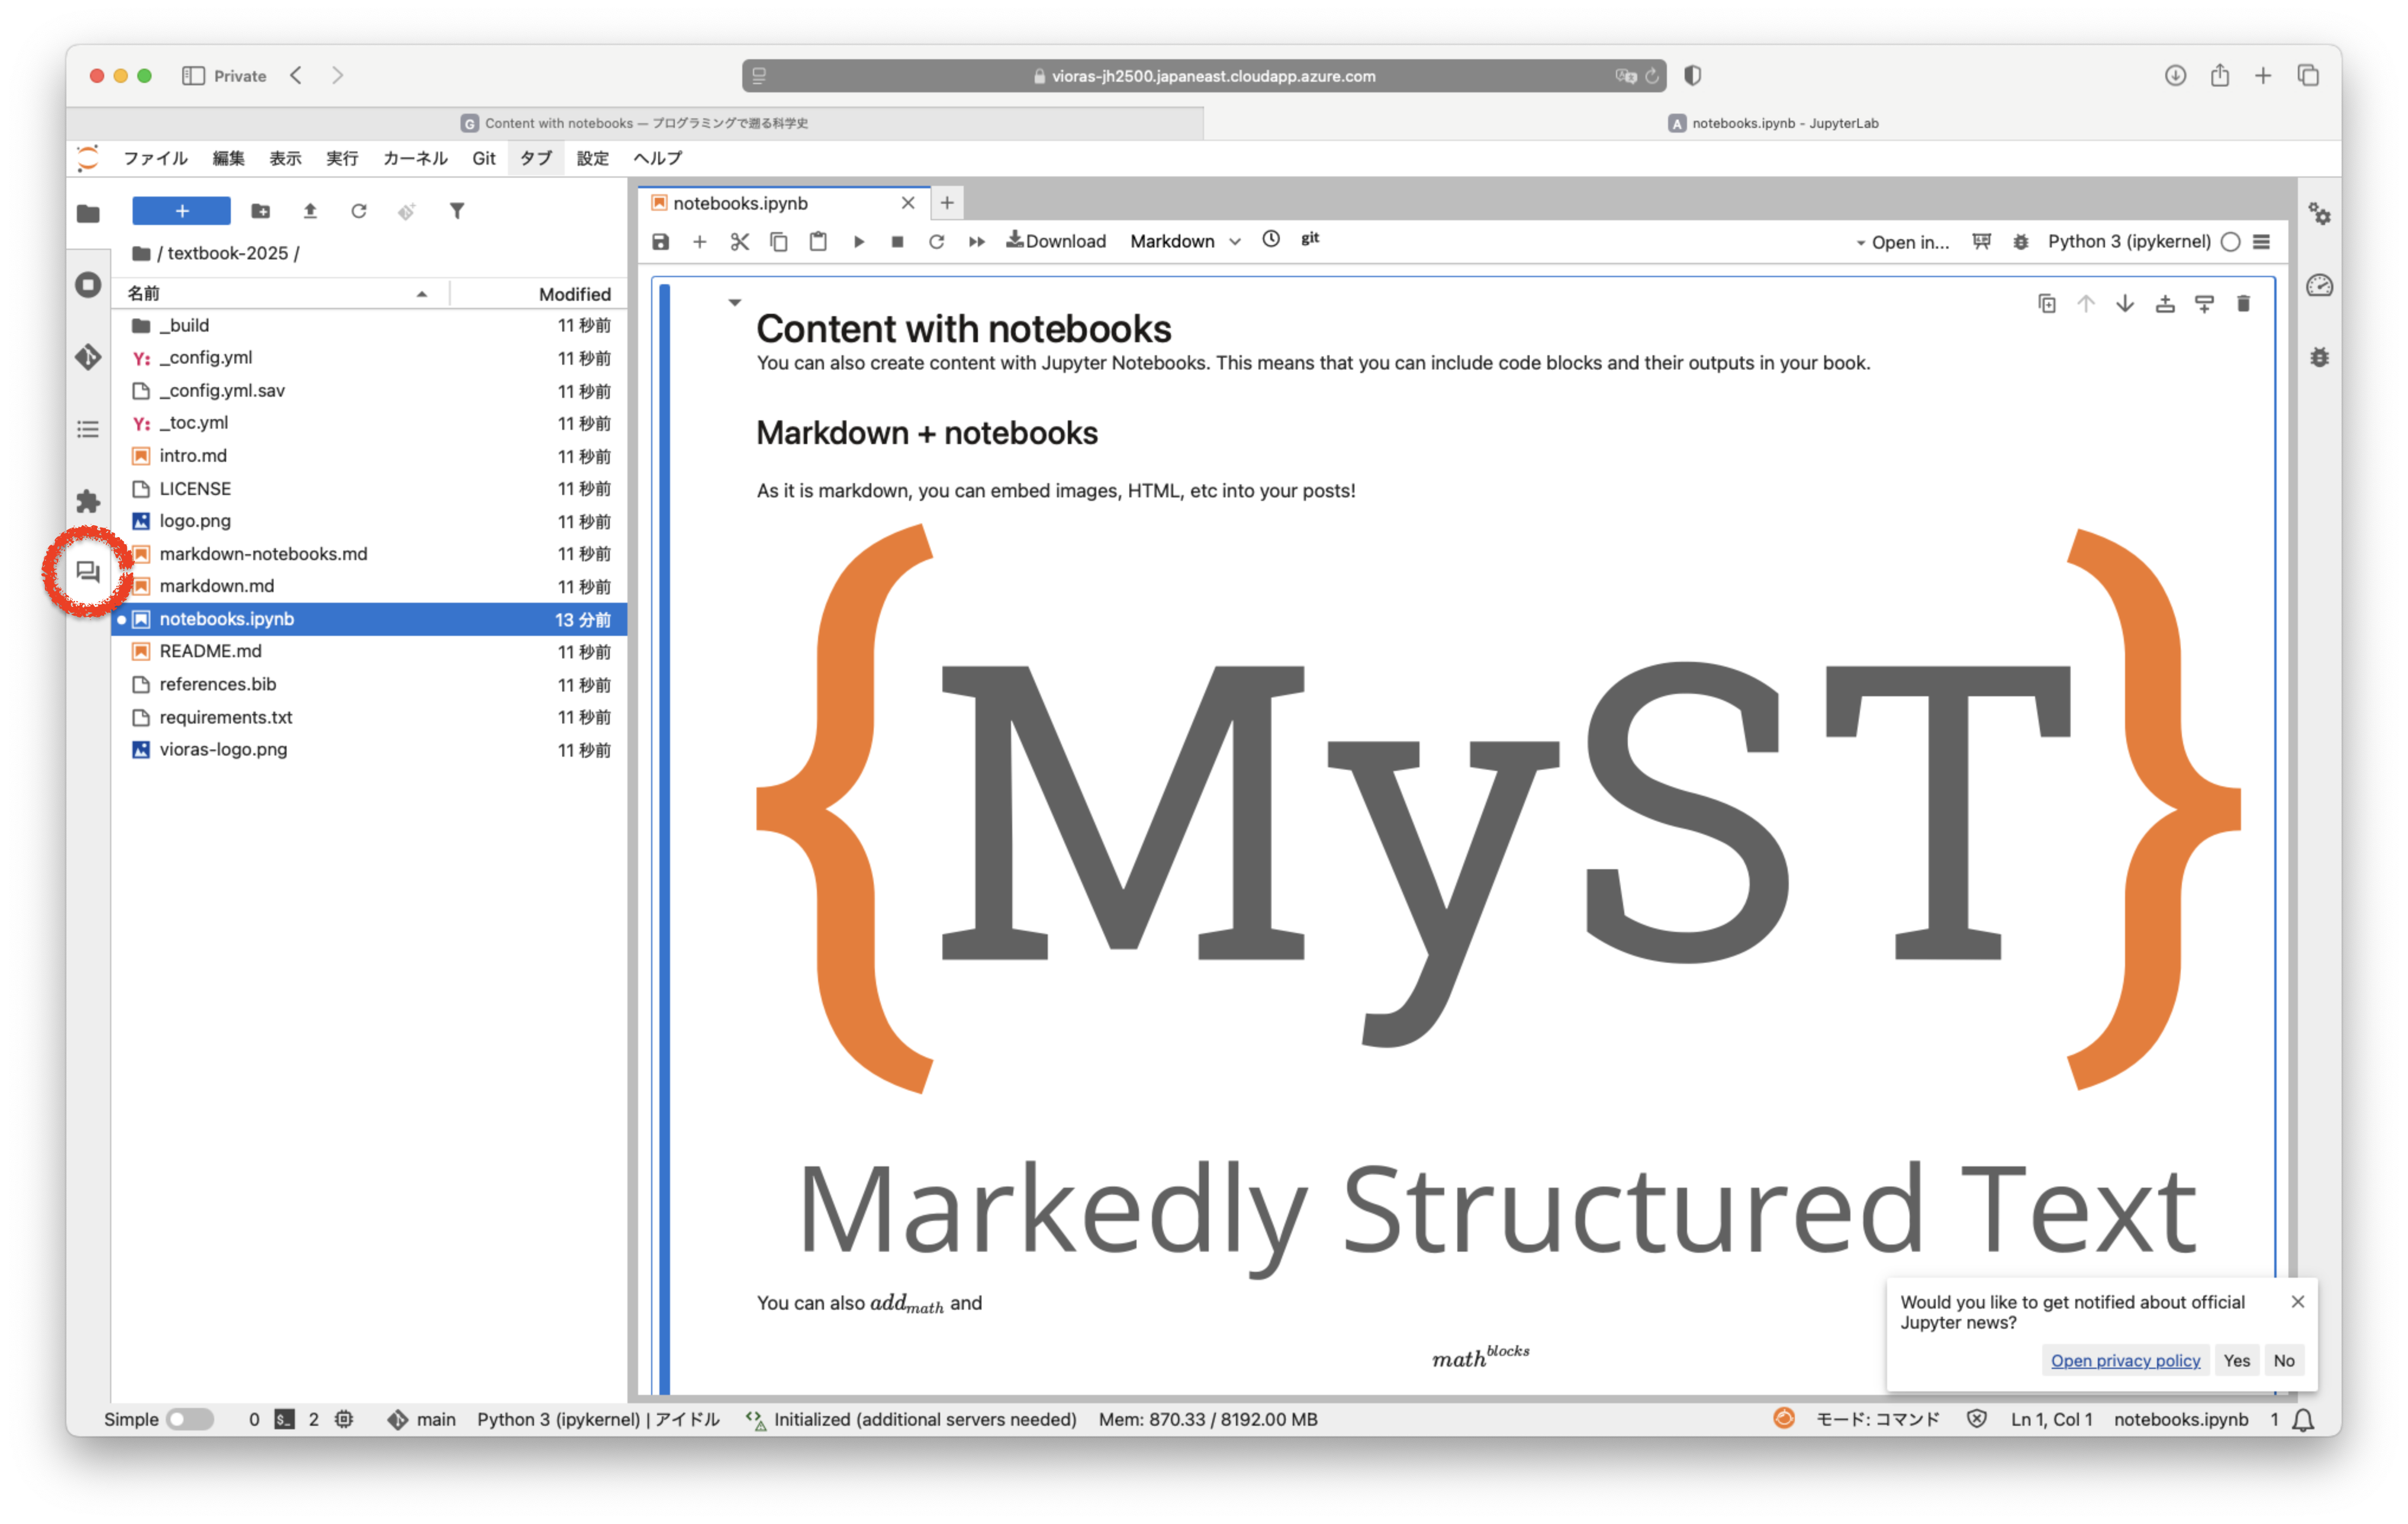 Private
vioras-jh2500.japaneast.cloudapp.azure.com
G Content with notebooks — プログラミングで遡る科学史
A notebooks.ipynb - JupyterLab
ファイル 編集 表示 実行 カーネル Git タブ 設定 ヘルプ
/ textbook-2025 /
名前 Modified
_build 11 秒前
Y: _config.yml 11 秒前
_config.yml.sav 11 秒前
Y: _toc.yml 11 秒前
intro.md 11 秒前
LICENSE 11 秒前
logo.png 11 秒前
markdown-notebooks.md 11 秒前
markdown.md 11 秒前
notebooks.ipynb 13 分前
README.md 11 秒前
references.bib 11 秒前
requirements.txt 11 秒前
vioras-logo.png 11 秒前
notebooks.ipynb
Download Markdown git Open in... Python 3 (ipykernel)
Content with notebooks
You can also create content with Jupyter Notebooks. This means that you can include code blocks and their outputs in your book.
Markdown + notebooks
As it is markdown, you can embed images, HTML, etc into your posts!
{MyST}
Markedly Structured Text
You can also add_math and
math^blocks
Would you like to get notified about official
Jupyter news?
Open privacy policy Yes No
Simple 0 $_ 2 main Python 3 (ipykernel) | アイドル Initialized (additional servers needed) Mem: 870.33 / 8192.00 MB モード: コマンド Ln 1, Col 1 notebooks.ipynb 1